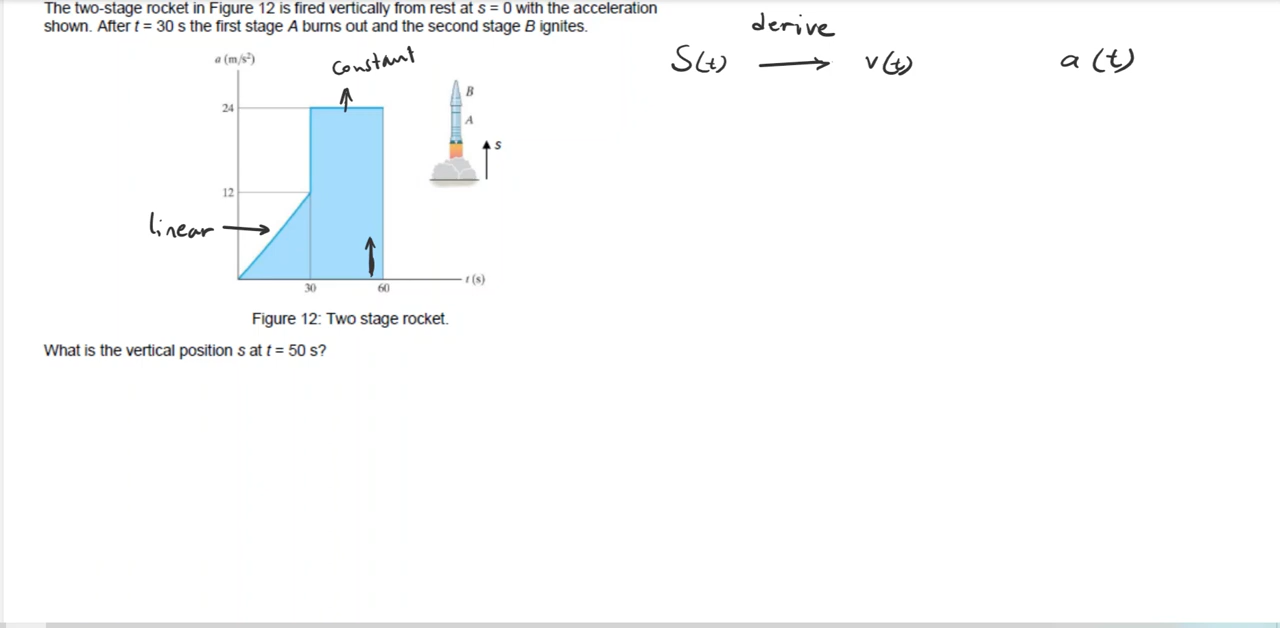 The two-stage rocket in Figure 12 is fired vertically from rest at s = 0 with the acceleration
shown. After t = 30 s the first stage A burns out and the second stage B ignites.
derive
S(t) ⟶ v(t) a (t)
a (m/s²)
constant
24
B
A
s
12
linear
t (s)
30 60
Figure 12: Two stage rocket.
What is the vertical position s at t = 50 s?